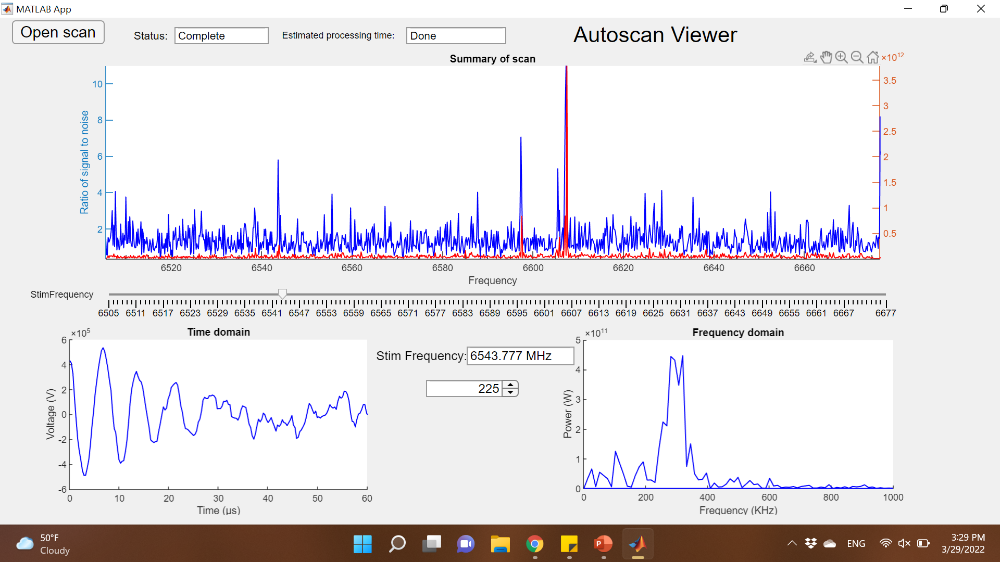 MATLAB App
Open scan
Status: Complete
Estimated processing time: Done
Autoscan Viewer
Summary of scan
×10^12
Ratio of signal to noise
10
8
6
4
2
3.5
3
2.5
2
1.5
1
0.5
6520 6540 6560 6580 6600 6620 6640 6660
Frequency
StimFrequency
6505 6511 6517 6523 6529 6535 6541 6547 6553 6559 6565 6571 6577 6583 6589 6595 6601 6607 6613 6619 6625 6631 6637 6643 6649 6655 6661 6667 6677
Time domain
×10^5
Voltage (V)
6
4
2
0
-2
-4
-6
0 10 20 30 40 50 60
Time (µs)
Stim Frequency: 6543.777 MHz
225
Frequency domain
×10^11
Power (W)
5
4
3
2
1
0
0 200 400 600 800 1000
Frequency (KHz)
50°F
Cloudy
P
ENG
3:29 PM
3/29/2022